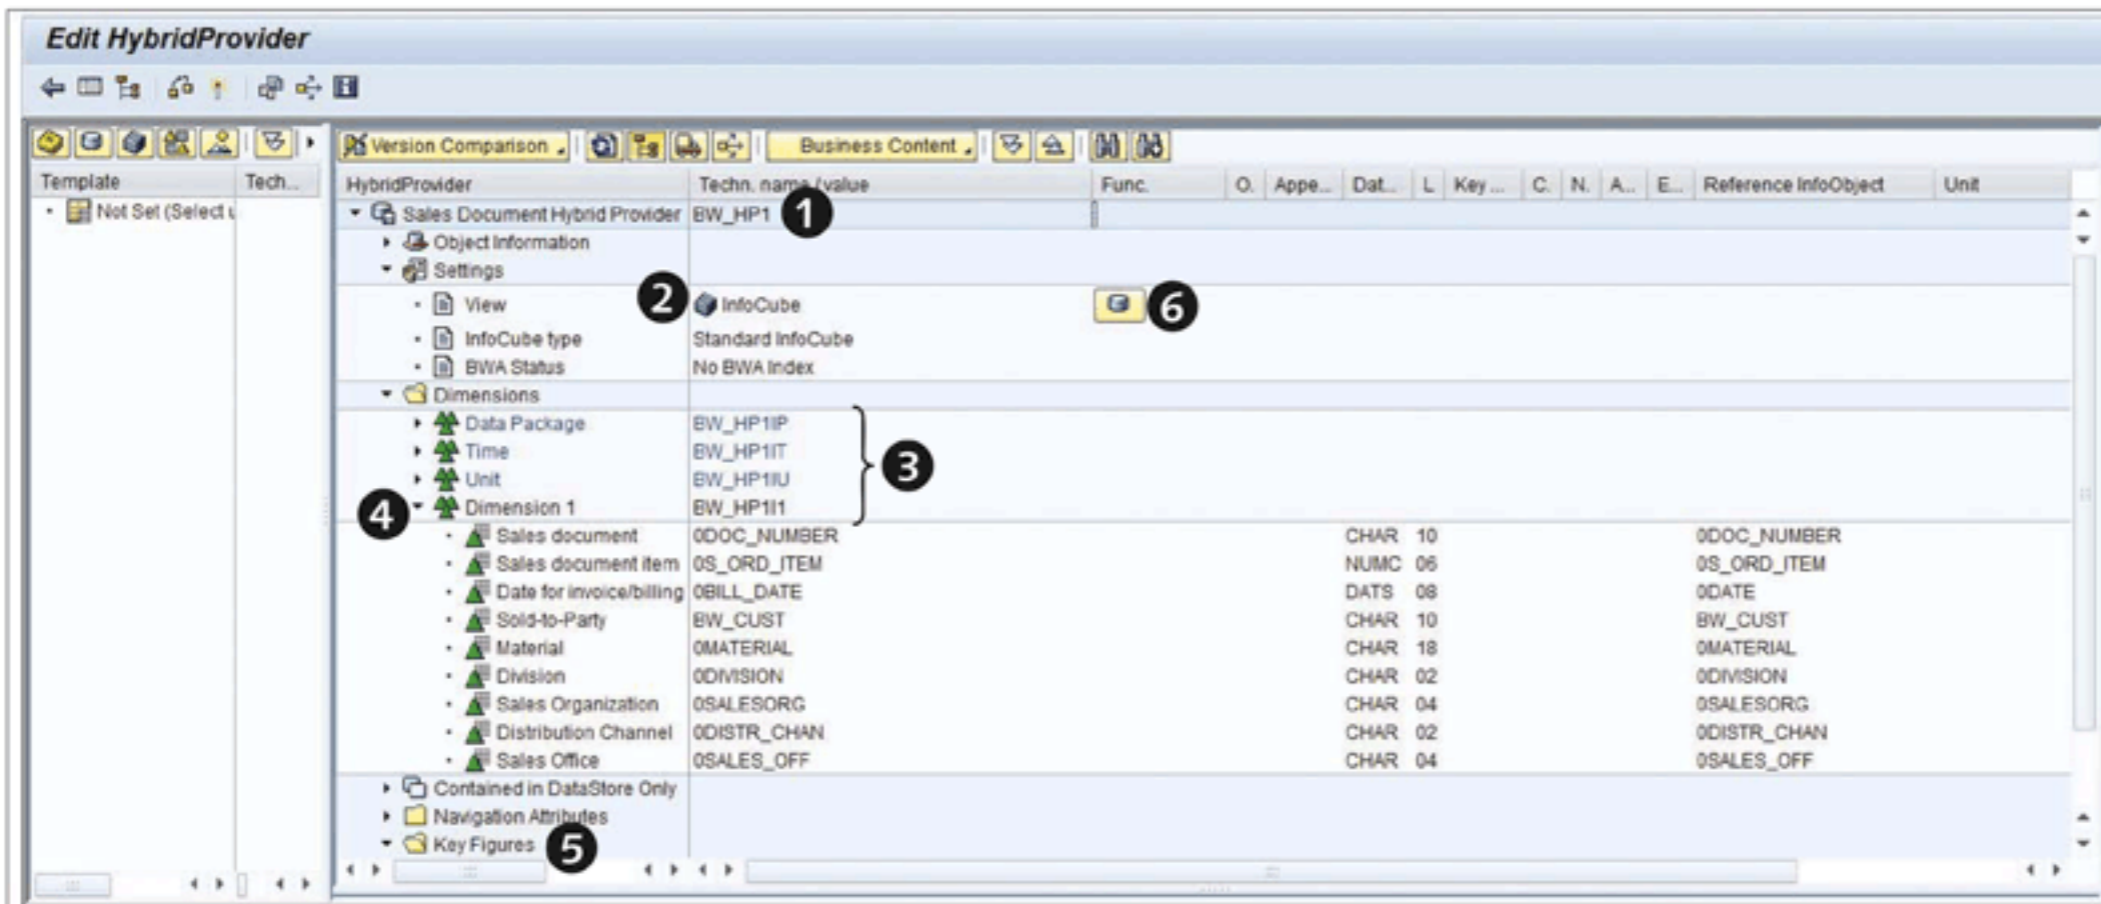 Edit HybridProvider
Version Comparison Business Content
Template Tech... HybridProvider Techn. name / value Func. O. Appe... Dat... L Key ... C. N. A... E... Reference InfoObject Unit
Not Set (Select u Sales Document Hybrid Provider BW_HP1 1
Object Information
Settings
View 2 InfoCube 6
InfoCube type Standard InfoCube
BWA Status No BWA Index
Dimensions
Data Package BW_HP1IP
Time BW_HP1IT 3
Unit BW_HP1IU
4 Dimension 1 BW_HP1I1
Sales document 0DOC_NUMBER CHAR 10 0DOC_NUMBER
Sales document item 0S_ORD_ITEM NUMC 06 0S_ORD_ITEM
Date for invoice/billing 0BILL_DATE DATS 08 0DATE
Sold-to-Party BW_CUST CHAR 10 BW_CUST
Material 0MATERIAL CHAR 18 0MATERIAL
Division 0DIVISION CHAR 02 0DIVISION
Sales Organization 0SALESORG CHAR 04 0SALESORG
Distribution Channel 0DISTR_CHAN CHAR 02 0DISTR_CHAN
Sales Office 0SALES_OFF CHAR 04 0SALES_OFF
Contained in DataStore Only
Navigation Attributes
Key Figures 5